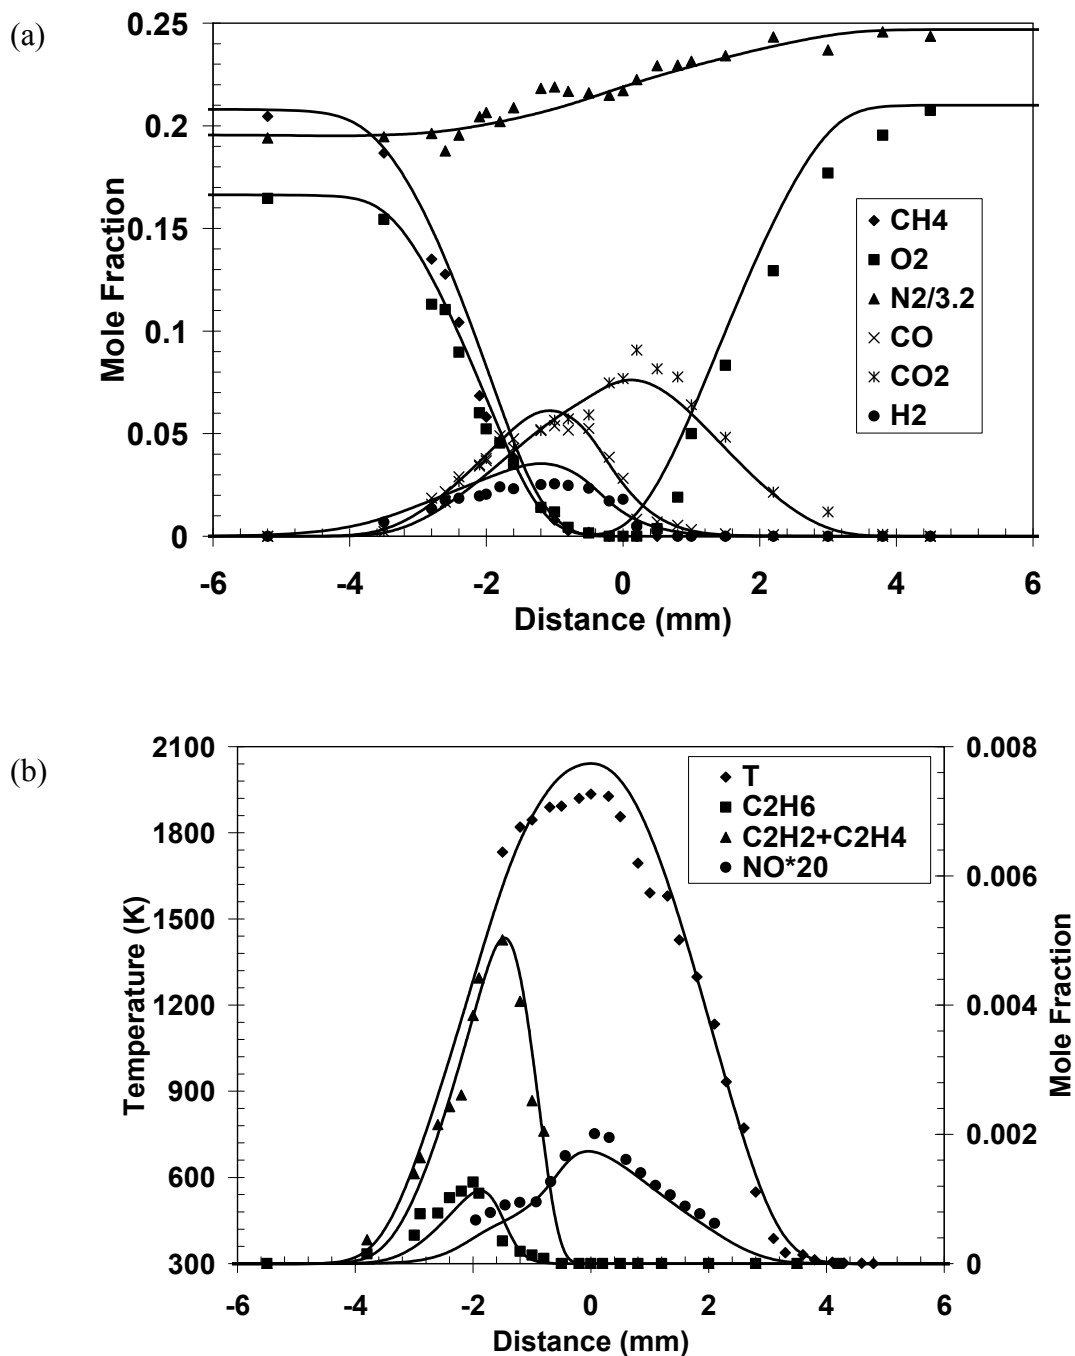 (a)
0.25
0.2
0.15
0.1
0.05
0
Mole Fraction
CH4
O2
N2/3.2
CO
CO2
H2
-6 -4 -2 0 2 4 6
Distance (mm)
(b)
2100
1800
1500
1200
900
600
300
Temperature (K)
T
C2H6
C2H2+C2H4
NO*20
0.008
0.006
0.004
0.002
0
Mole Fraction
-6 -4 -2 0 2 4 6
Distance (mm)